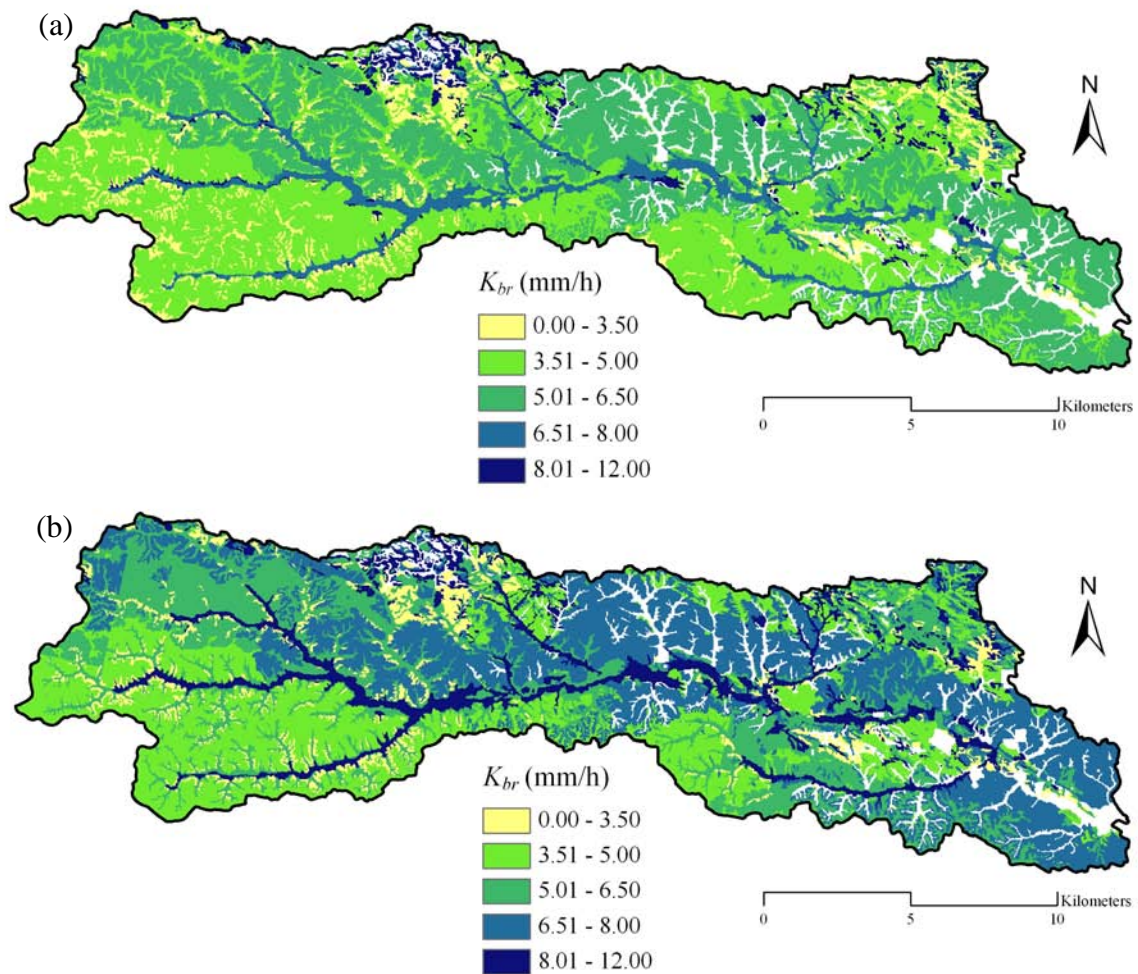 (a)
N
K_br (mm/h)
0.00 - 3.50
3.51 - 5.00
5.01 - 6.50
6.51 - 8.00
8.01 - 12.00
Kilometers
0 5 10
(b)
N
K_br (mm/h)
0.00 - 3.50
3.51 - 5.00
5.01 - 6.50
6.51 - 8.00
8.01 - 12.00
Kilometers
0 5 10